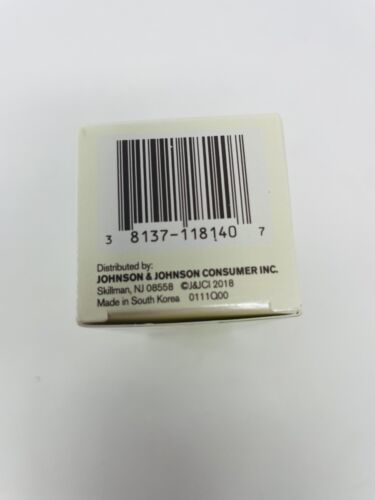 3 8137-118140 7
Distributed by:
JOHNSON & JOHNSON CONSUMER INC.
Skillman, NJ 08558 ©J&JCI 2018
Made in South Korea 0111Q00